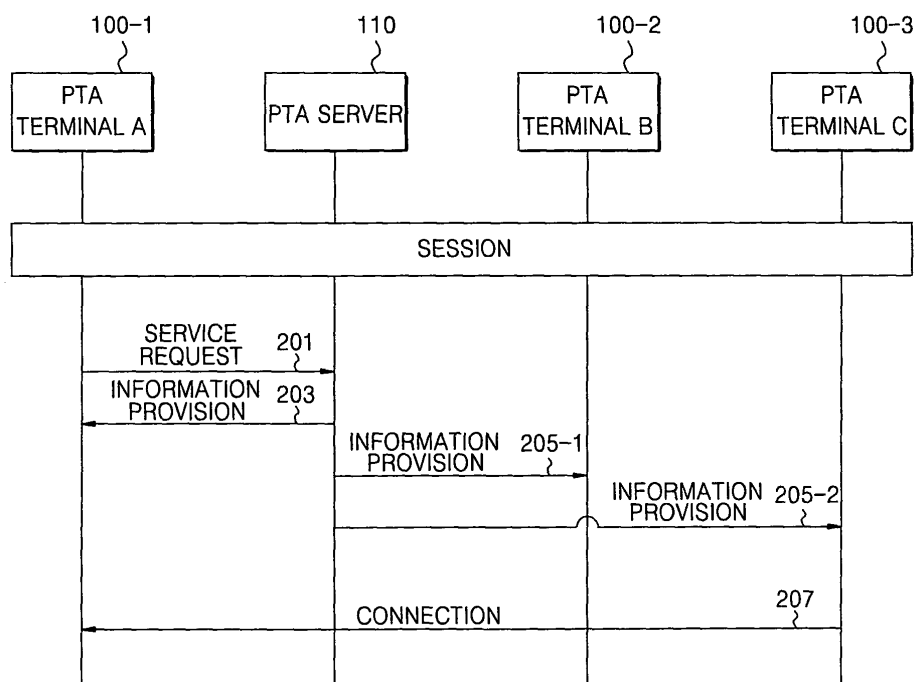 100-1
110
100-2
100-3
PTA
TERMINAL A
PTA SERVER
PTA
TERMINAL B
PTA
TERMINAL C
SESSION
SERVICE
REQUEST
201
INFORMATION
PROVISION
203
INFORMATION
PROVISION
205-1
INFORMATION
PROVISION
205-2
CONNECTION
207